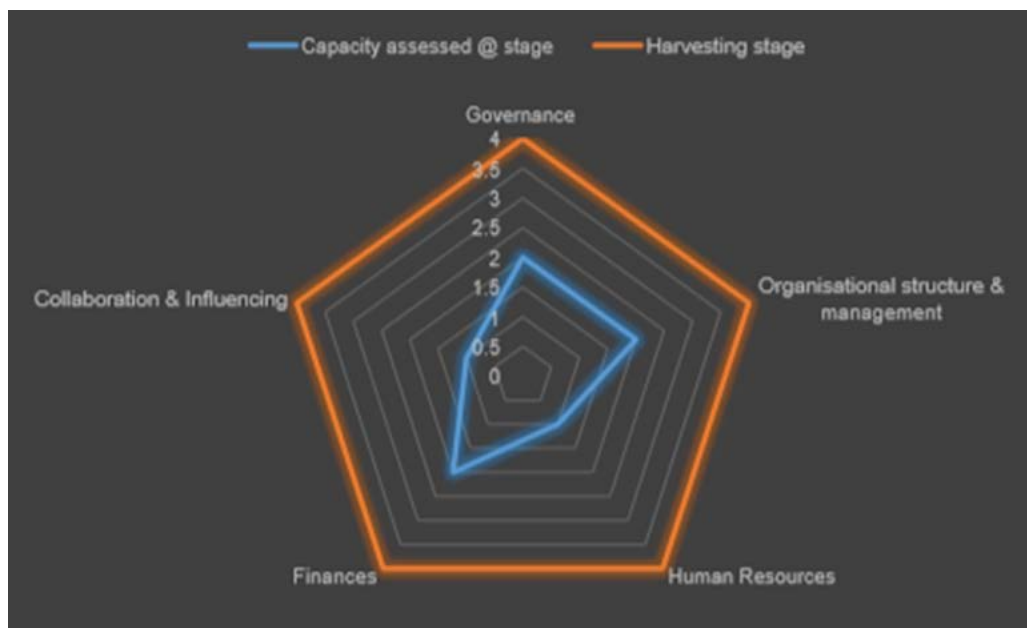 Capacity assessed @ stage
Harvesting stage
Governance
4
3.5
3
2.5
2
1.5
1
0.5
0
Collaboration & Influencing
Organisational structure &
management
Finances
Human Resources